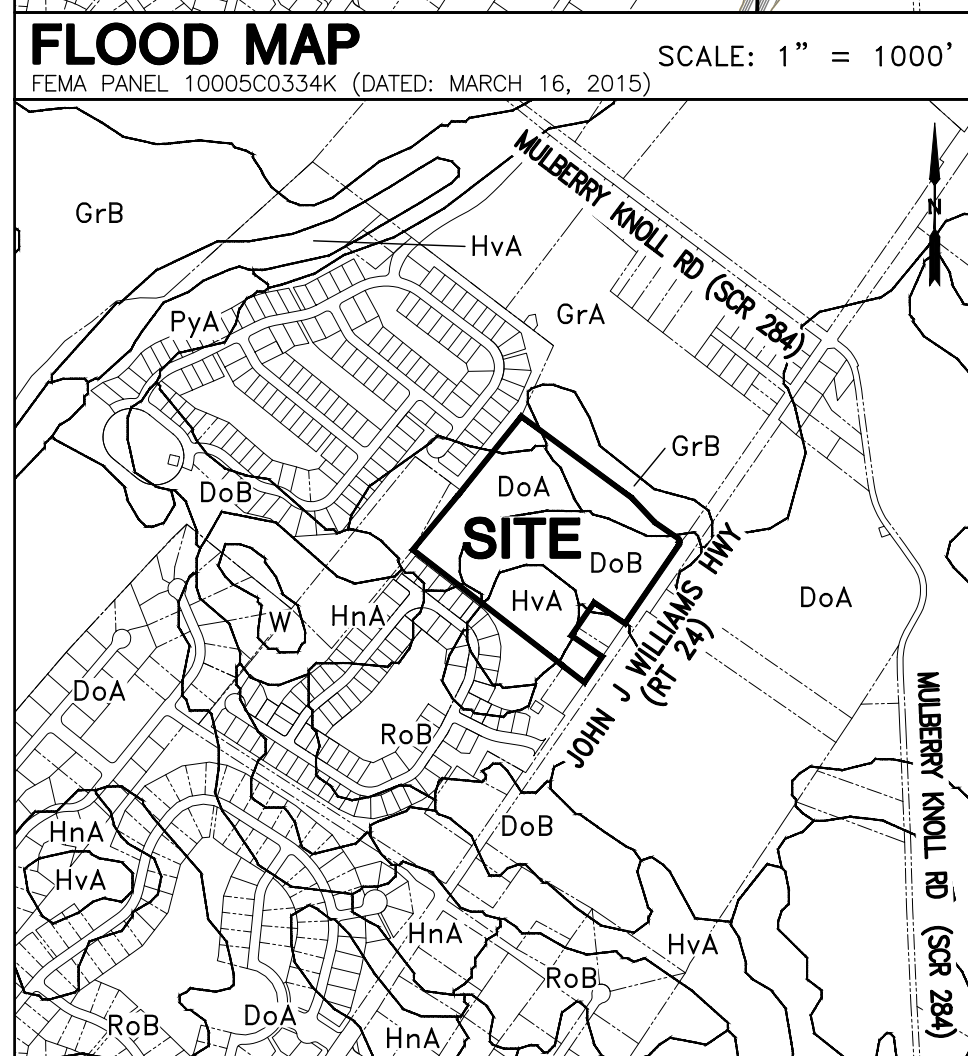 FLOOD MAP
SCALE: 1" = 1000'
FEMA PANEL 10005C0334K (DATED: MARCH 16, 2015)
MULBERRY KNOLL RD (SCR 284)
N
GrB
HvA
PyA
GrA
GrB
DoA
DoB
SITE
DoB
HvA
DoA
W
HnA
JOHN J WILLIAMS HWY
(RT 24)
DoA
RoB
MULBERRY KNOLL RD (SCR 284)
DoB
HnA
HvA
HnA
HvA
RoB
DoA
RoB
HnA